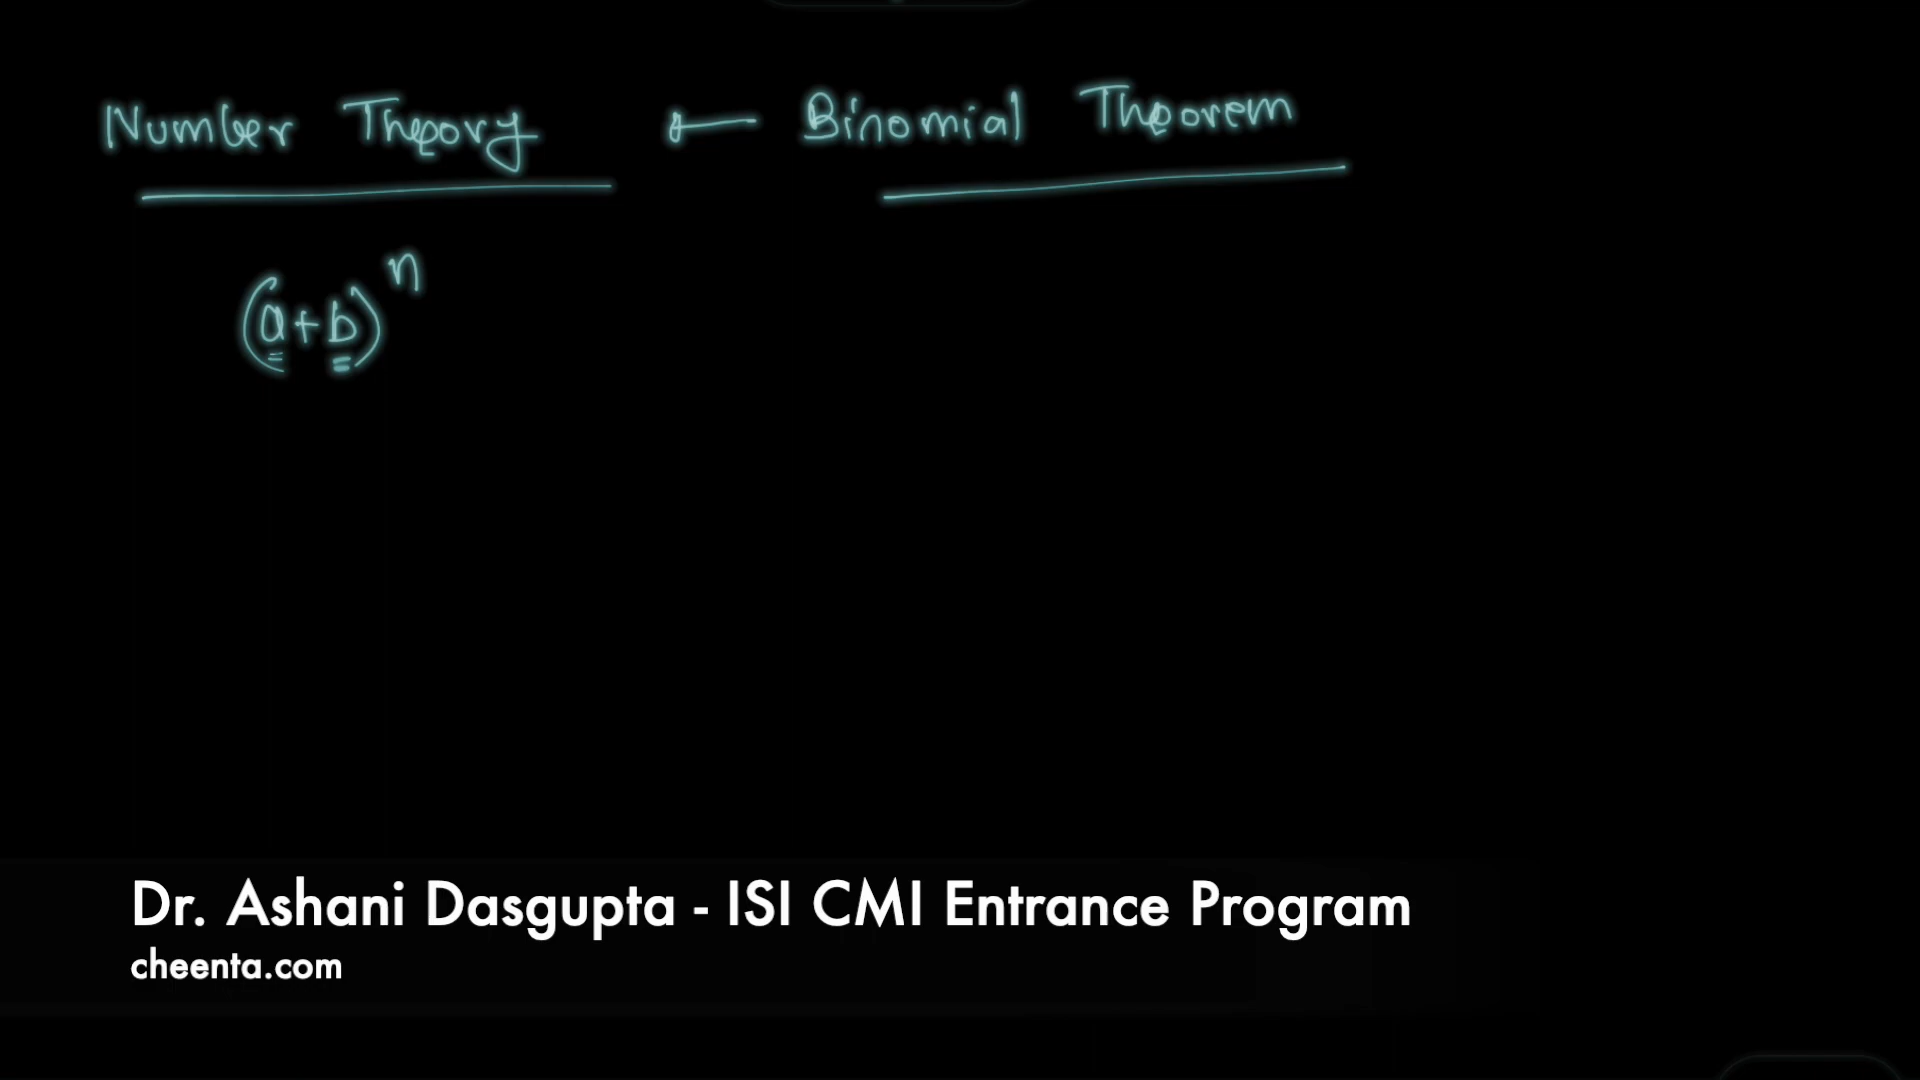 Number Theory ← Binomial Theorem
(a+b)^n
Dr. Ashani Dasgupta - ISI CMI Entrance Program
cheenta.com